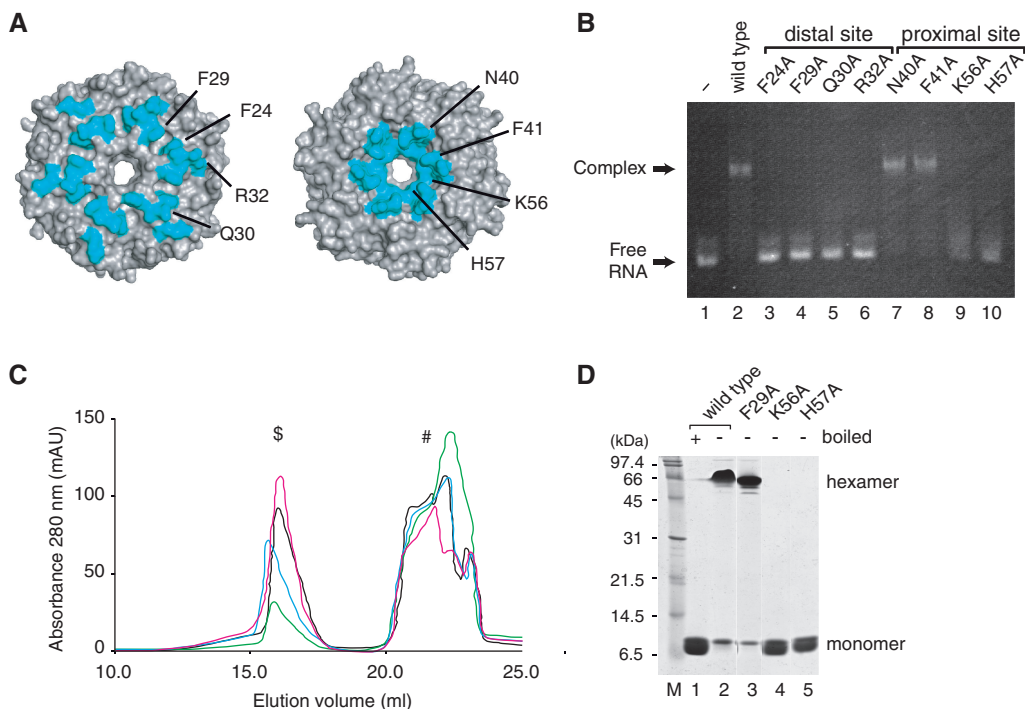 A
F29
F24
R32
Q30
N40
F41
K56
H57
B
distal site
proximal site
–
wild type
F24A
F29A
Q30A
R32A
N40A
F41A
K56A
H57A
Complex
Free
RNA
1 2 3 4 5 6 7 8 9 10
C
Absorbance 280 nm (mAU)
150
100
50
0
$
#
10.0 15.0 20.0 25.0
Elution volume (ml)
D
wild type
F29A
K56A
H57A
(kDa)
+ - - - - boiled
97.4
66
45
31
21.5
14.5
6.5
hexamer
monomer
M 1 2 3 4 5